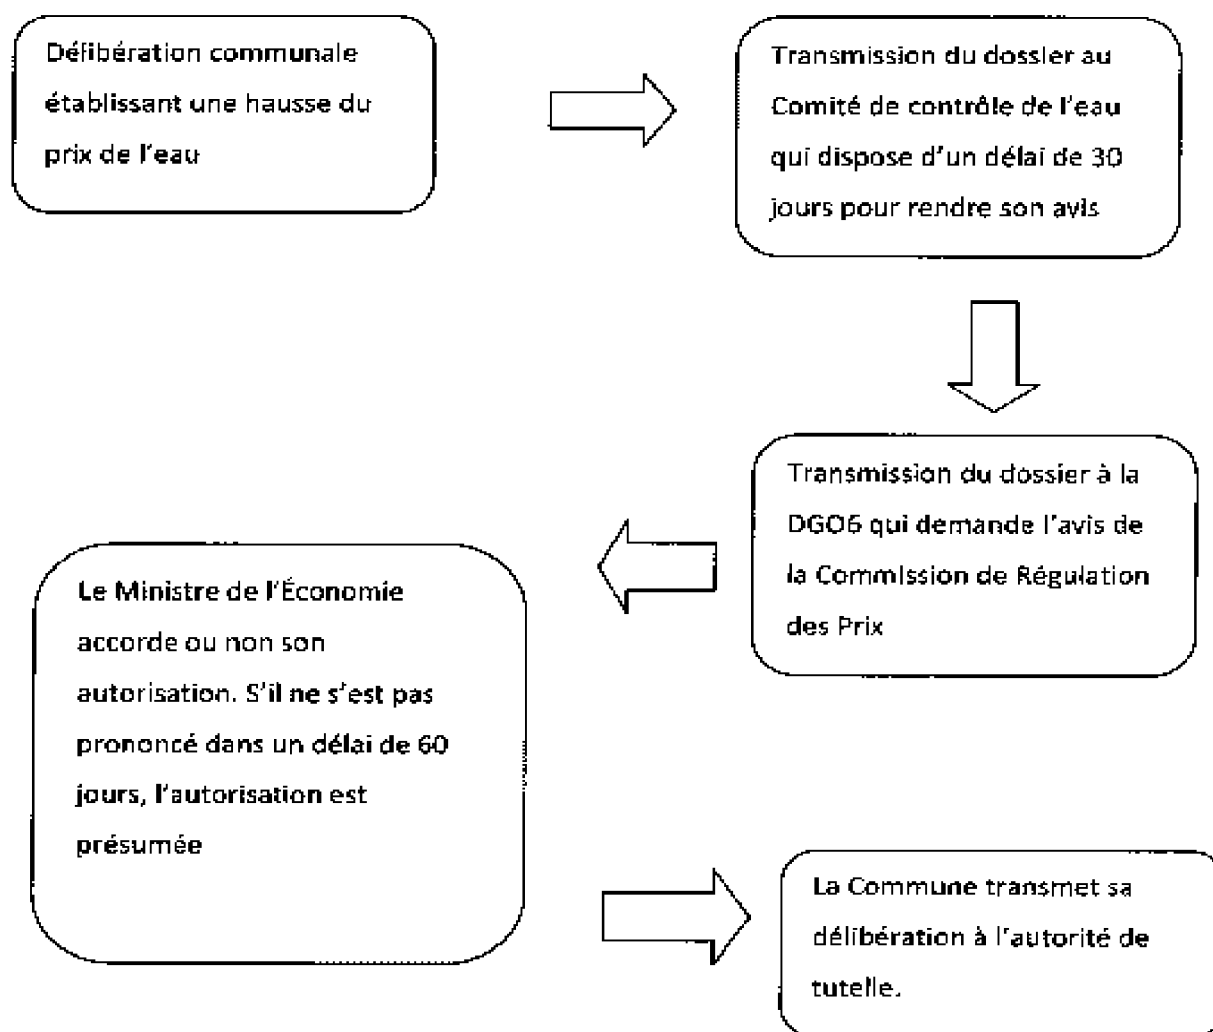 Délibération communale
établissant une hausse du
prix de l'eau
Transmission du dossier au
Comité de contrôle de l'eau
qui dispose d'un délai de 30
jours pour rendre son avis
Transmission du dossier à la
DGO6 qui demande l'avis de
la Commission de Régulation
des Prix
Le Ministre de l'Économie
accorde ou non son
autorisation. S'il ne s'est pas
prononcé dans un délai de 60
jours, l'autorisation est
présumée
La Commune transmet sa
délibération à l'autorité de
tutelle.